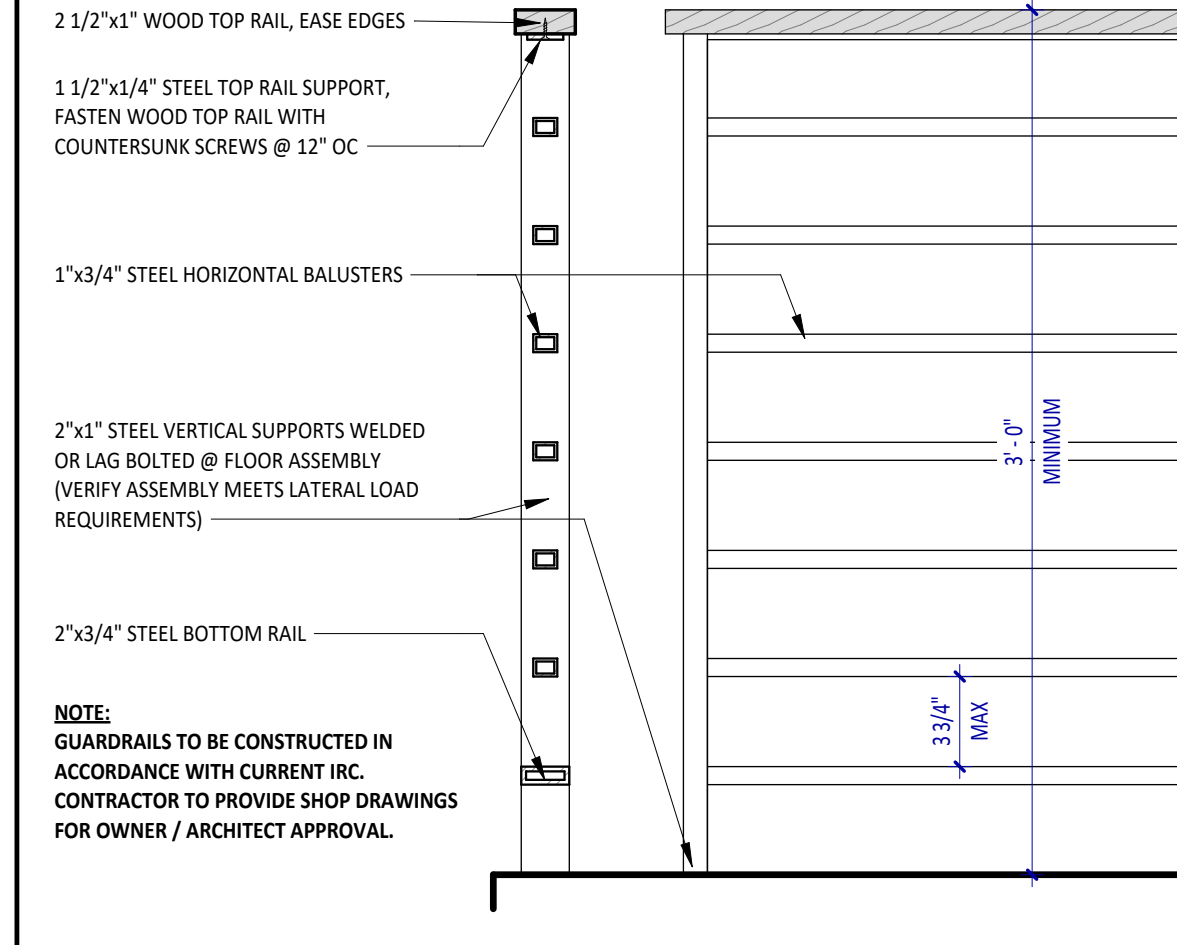 2 1/2"x1" WOOD TOP RAIL, EASE EDGES
1 1/2"x1/4" STEEL TOP RAIL SUPPORT,
FASTEN WOOD TOP RAIL WITH
COUNTERSUNK SCREWS @ 12" OC
1"x3/4" STEEL HORIZONTAL BALUSTERS
2"x1" STEEL VERTICAL SUPPORTS WELDED
OR LAG BOLTED @ FLOOR ASSEMBLY
(VERIFY ASSEMBLY MEETS LATERAL LOAD
REQUIREMENTS)
2"x3/4" STEEL BOTTOM RAIL
NOTE:
GUARDRAILS TO BE CONSTRUCTED IN
ACCORDANCE WITH CURRENT IRC.
CONTRACTOR TO PROVIDE SHOP DRAWINGS
FOR OWNER / ARCHITECT APPROVAL.
3' - 0"
MINIMUM
3 3/4"
MAX